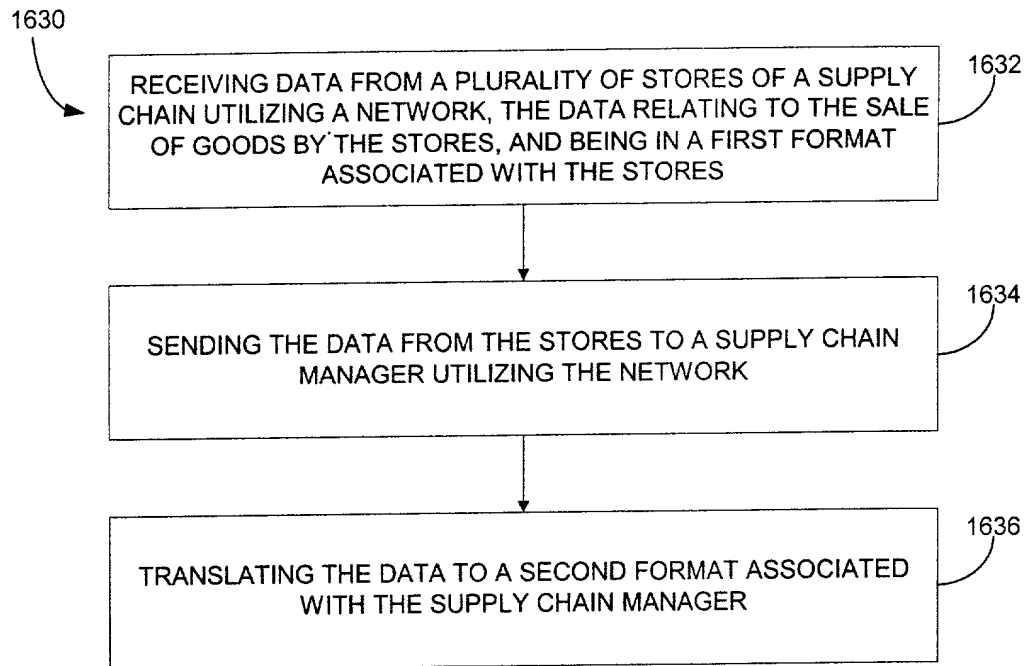 1630
RECEIVING DATA FROM A PLURALITY OF STORES OF A SUPPLY
CHAIN UTILIZING A NETWORK, THE DATA RELATING TO THE SALE
OF GOODS BY THE STORES, AND BEING IN A FIRST FORMAT
ASSOCIATED WITH THE STORES
1632
SENDING THE DATA FROM THE STORES TO A SUPPLY CHAIN
MANAGER UTILIZING THE NETWORK
1634
TRANSLATING THE DATA TO A SECOND FORMAT ASSOCIATED
WITH THE SUPPLY CHAIN MANAGER
1636